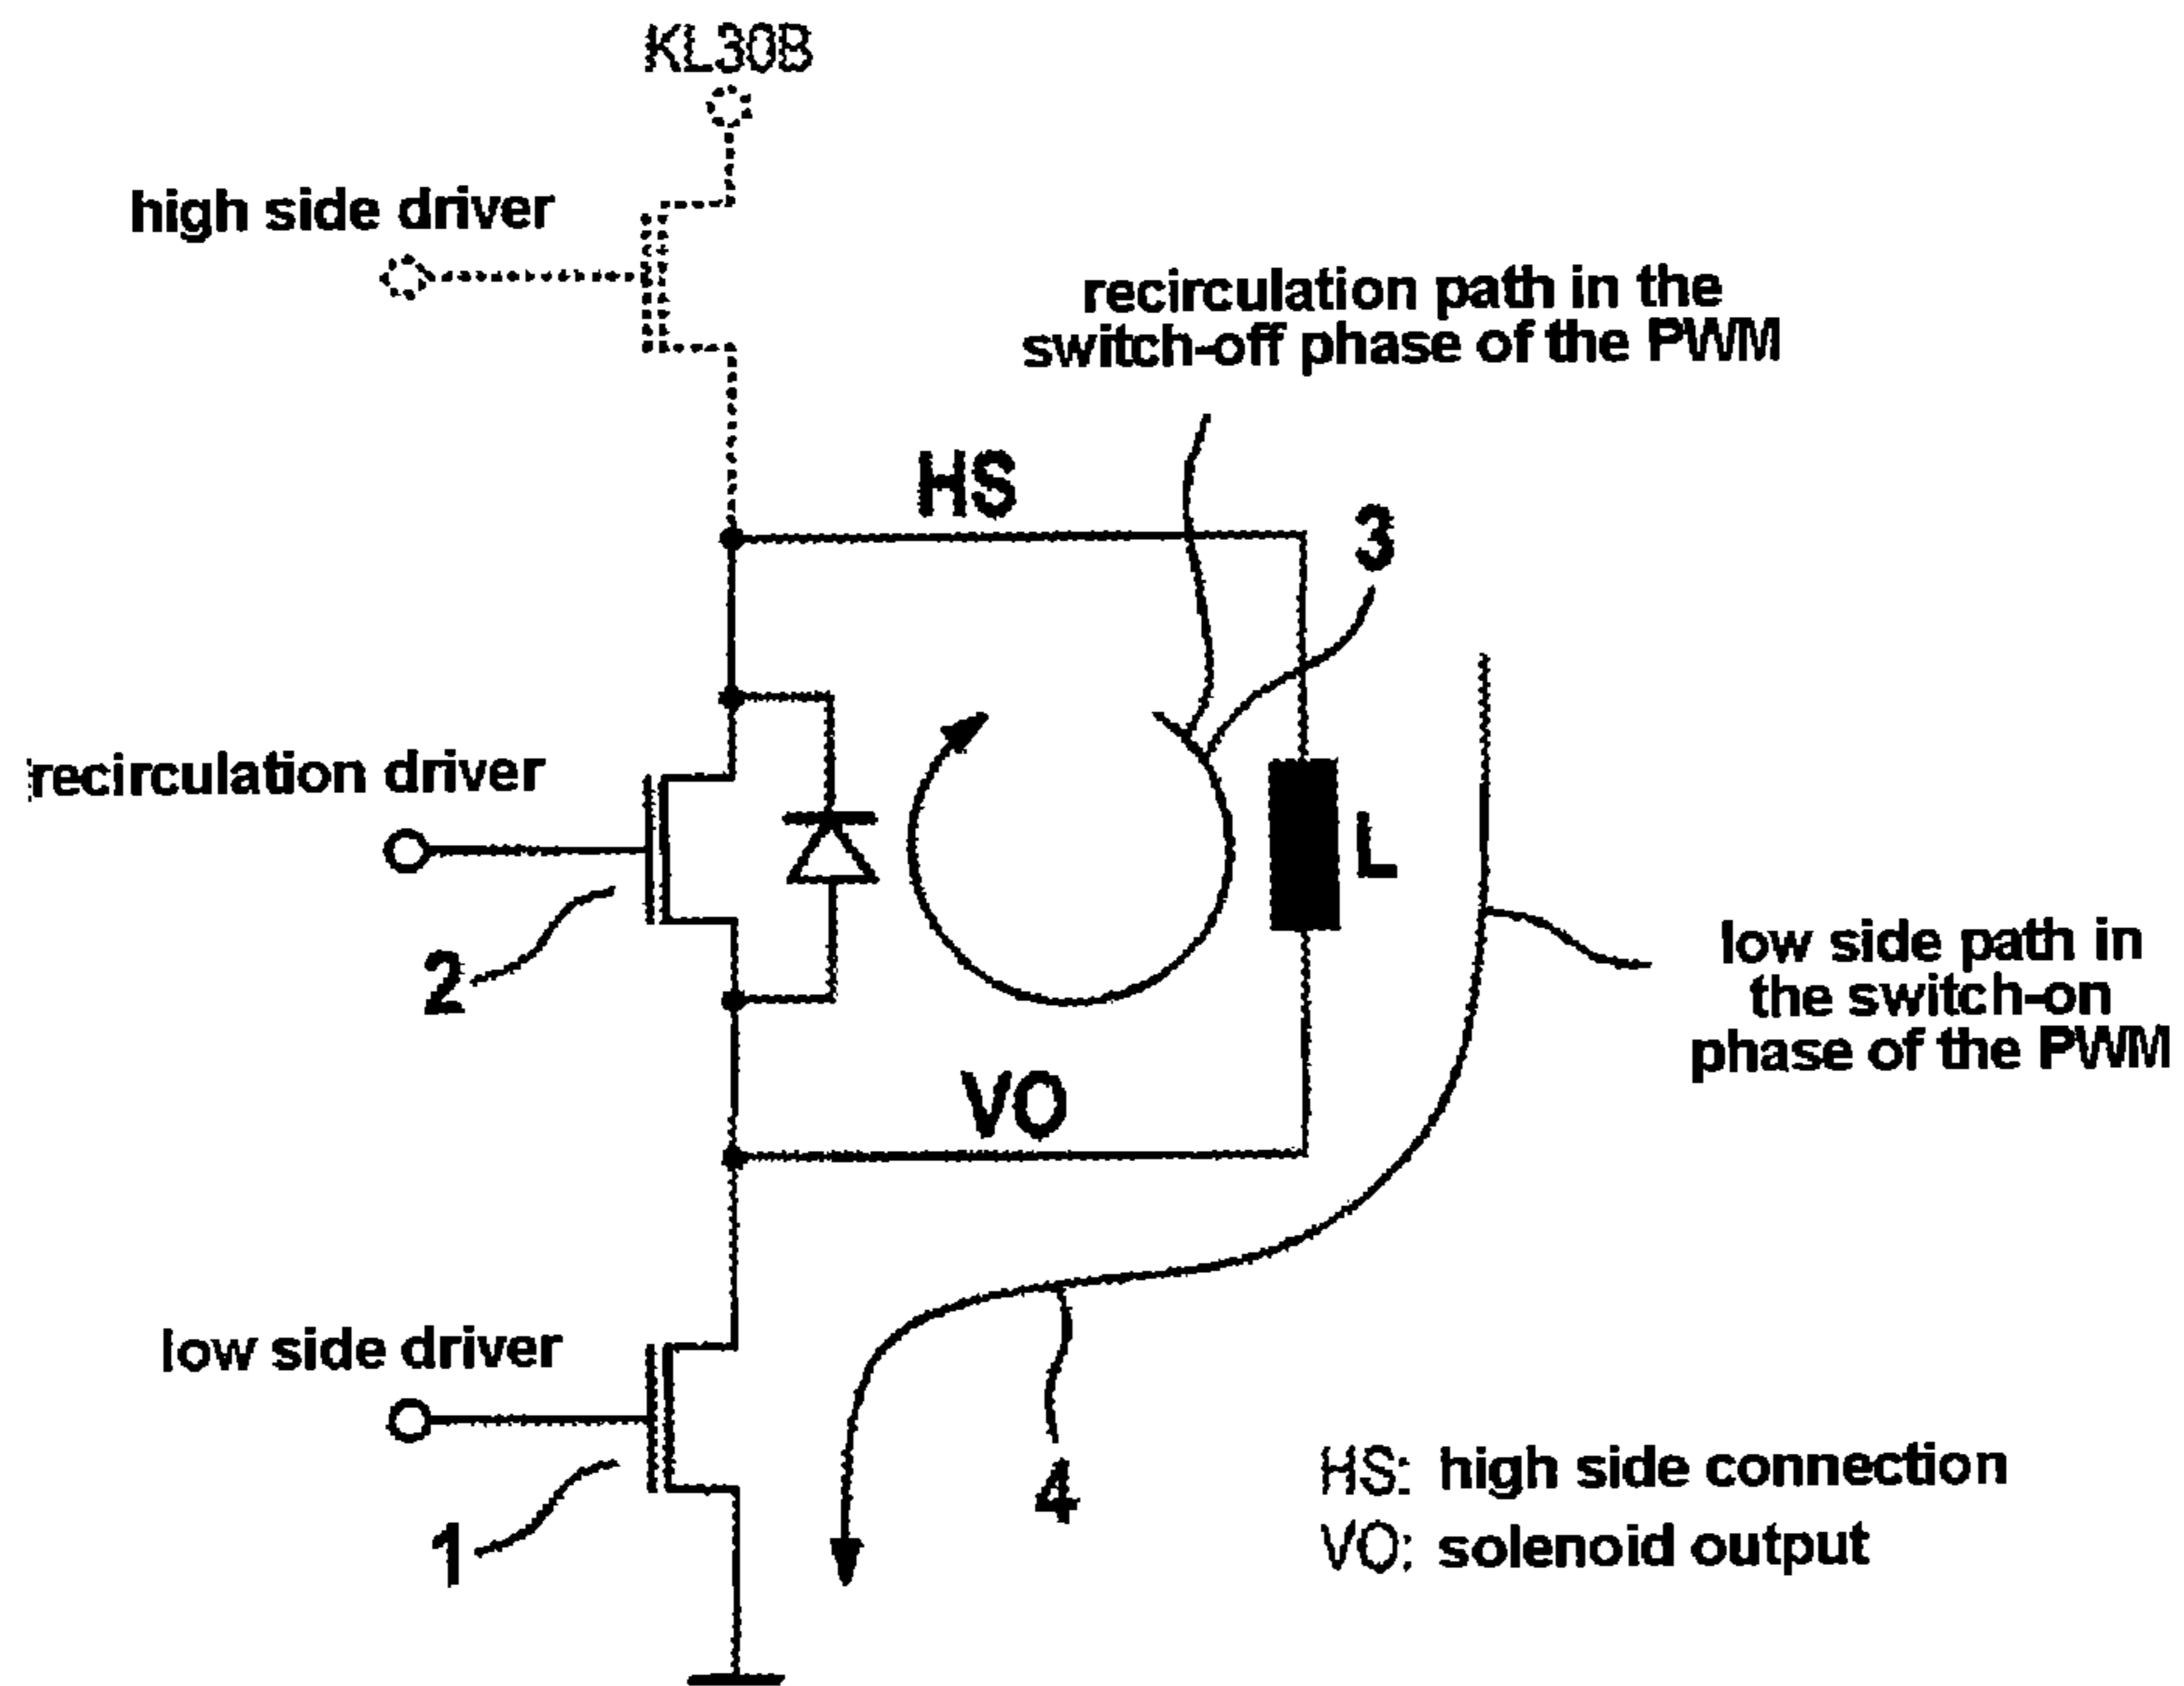 KL30B
high side driver
recirculation path in the
switch-off phase of the PWM
HS
3
recirculation driver
L
2
low side path in
the switch-on
phase of the PWM
VO
low side driver
4
1
HS: high side connection
VO: solenoid output